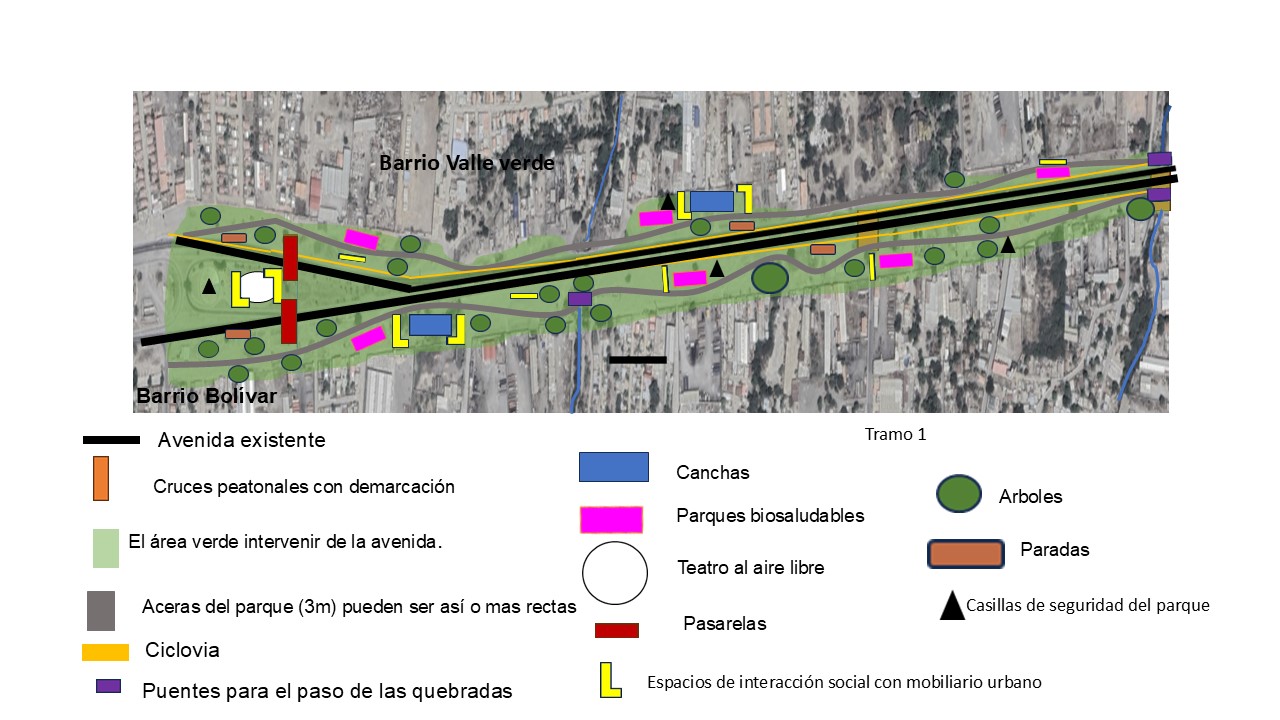 Barrio Valle verde
Barrio Bolívar
Tramo 1
Avenida existente
Cruces peatonales con demarcación
El área verde intervenir de la avenida.
Aceras del parque (3m) pueden ser así o mas rectas
Ciclovia
Puentes para el paso de las quebradas
Canchas
Parques biosaludables
Teatro al aire libre
Pasarelas
Espacios de interacción social con mobiliario urbano
Arboles
Paradas
Casillas de seguridad del parque